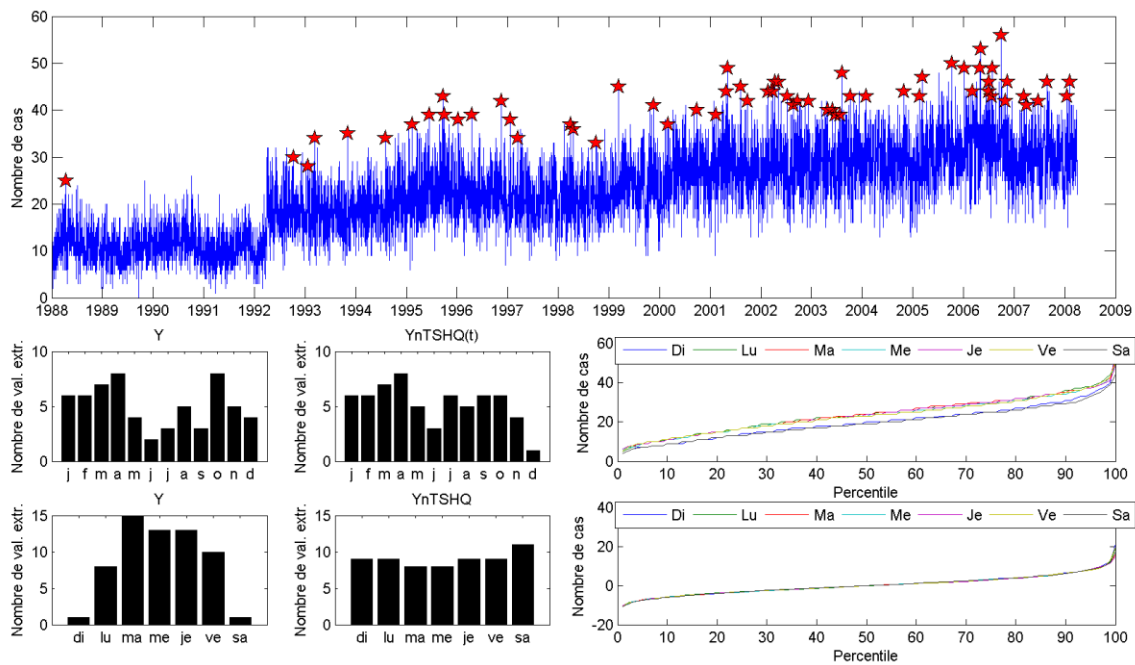 60
50
40
30
20
10
0
Nombre de cas
1988 1989 1990 1991 1992 1993 1994 1995 1996 1997 1998 1999 2000 2001 2002 2003 2004 2005 2006 2007 2008 2009
Y
10
5
0
Nombre de val. extr.
j f m a m j j a s o n d
YnTSHQ(t)
10
5
0
Nombre de val. extr.
j f m a m j j a s o n d
60
40
20
0
Nombre de cas
Di Lu Ma Me Je Ve Sa
0 10 20 30 40 50 60 70 80 90 100
Percentile
Y
15
10
5
0
Nombre de val. extr.
di lu ma me je ve sa
YnTSHQ
15
10
5
0
Nombre de val. extr.
di lu ma me je ve sa
40
20
0
-20
Nombre de cas
Di Lu Ma Me Je Ve Sa
0 10 20 30 40 50 60 70 80 90 100
Percentile